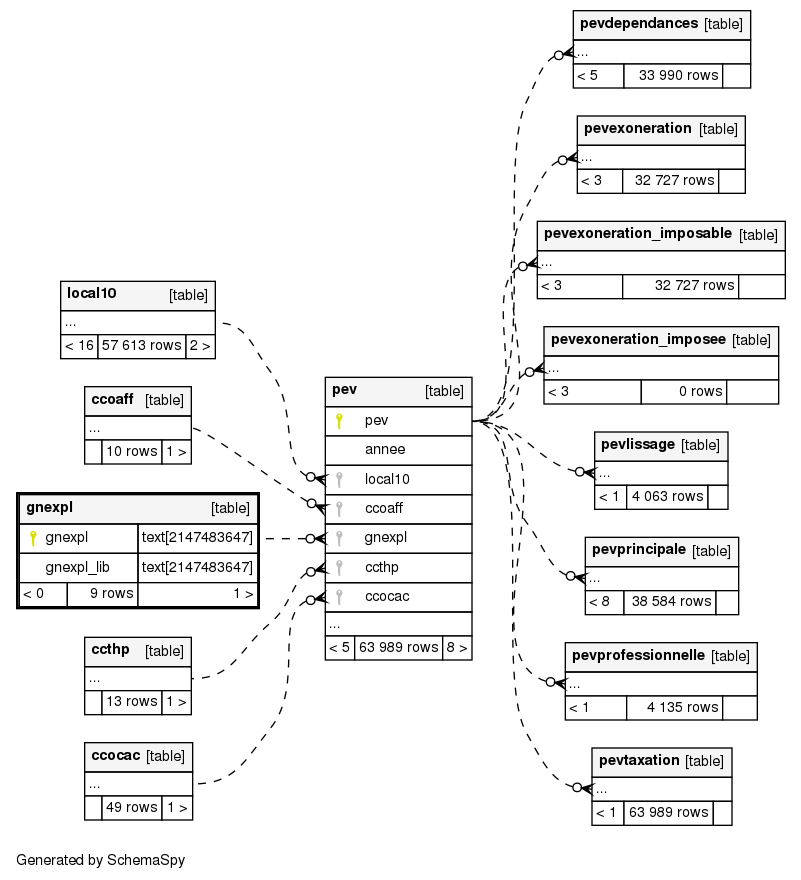 pevdependances [table]
...
< 5 33 990 rows
pevexoneration [table]
...
< 3 32 727 rows
pevexoneration_imposable [table]
...
< 3 32 727 rows
local10 [table]
...
< 16 57 613 rows 2 >
pevexoneration_imposee [table]
...
< 3 0 rows
ccoaff [table]
...
10 rows 1 >
pev [table]
pev
annee
local10
ccoaff
gnexpl
ccthp
ccocac
...
< 5 63 989 rows 8 >
pevlissage [table]
...
< 1 4 063 rows
gnexpl [table]
gnexpl text[2147483647]
gnexpl_lib text[2147483647]
< 0 9 rows 1 >
pevprincipale [table]
...
< 8 38 584 rows
ccthp [table]
...
13 rows 1 >
pevprofessionnelle [table]
...
< 1 4 135 rows
ccocac [table]
...
49 rows 1 >
pevtaxation [table]
...
< 1 63 989 rows
Generated by SchemaSpy